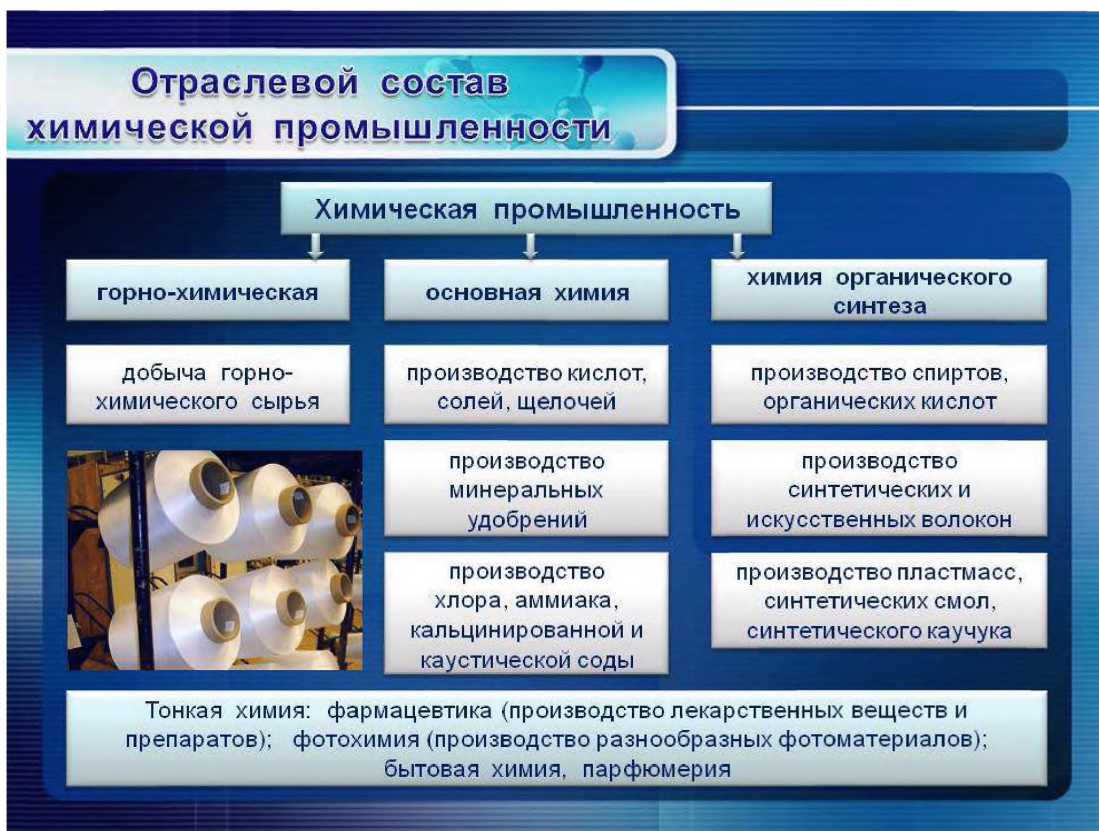 Отраслевой состав
химической промышленности
Химическая промышленность
горно-химическая
основная химия
химия органического
синтеза
добыча горно-
химического сырья
производство кислот,
солей, щелочей
производство спиртов,
органических кислот
производство
минеральных
удобрений
производство
синтетических и
искусственных волокон
производство
хлора, аммиака,
кальцинированной и
каустической соды
производство пластмасс,
синтетических смол,
синтетического каучука
Тонкая химия: фармацевтика (производство лекарственных веществ и
препаратов); фотохимия (производство разнообразных фотоматериалов);
бытовая химия, парфюмерия